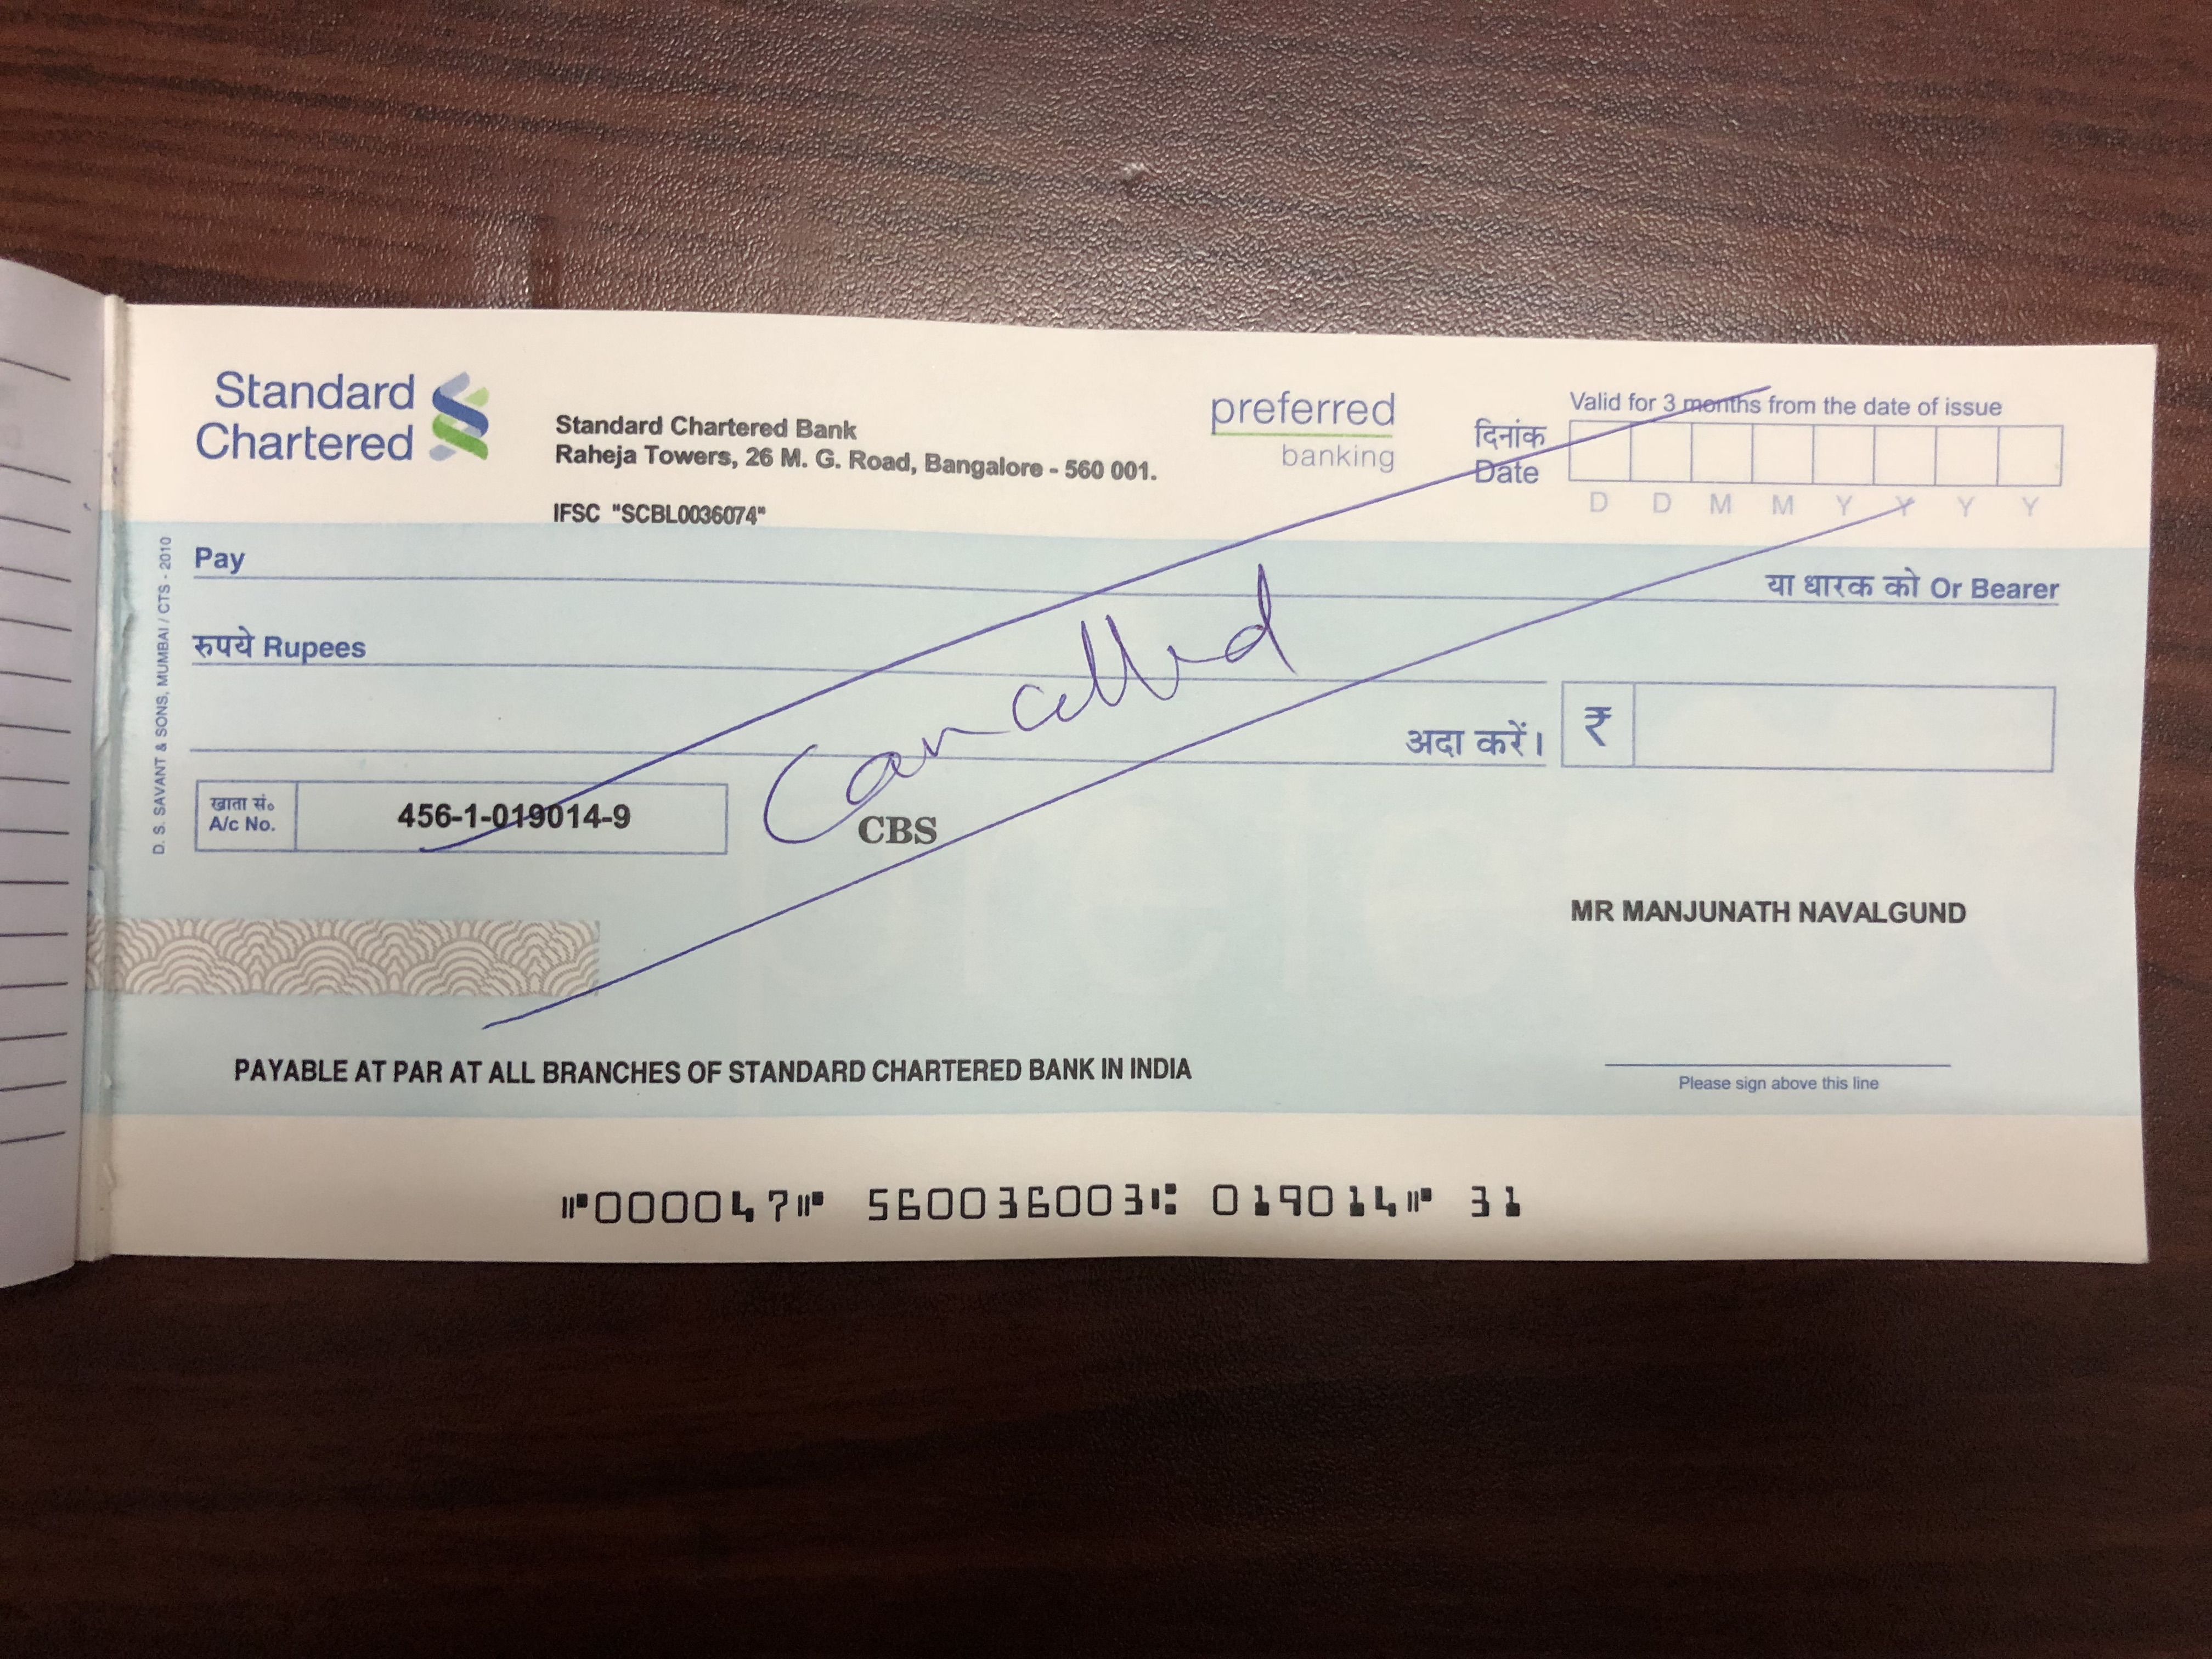 Standard
Chartered
Standard Chartered Bank
Raheja Towers, 26 M. G. Road, Bangalore - 560 001.
IFSC "SCBL0036074"
preferred
banking
Valid for 3 months from the date of issue
दिनांक
Date
D D M M Y Y Y Y
Pay
या धारक को Or Bearer
रुपये Rupees
अदा करें।
₹
खाता सं०
A/c No.
456-1-019014-9
Cancelled
CBS
MR MANJUNATH NAVALGUND
Please sign above this line
PAYABLE AT PAR AT ALL BRANCHES OF STANDARD CHARTERED BANK IN INDIA
D. S. SAVANT & SONS, MUMBAI / CTS - 2010
⑈000047⑈ 560036003⑆ 019014⑈ 31